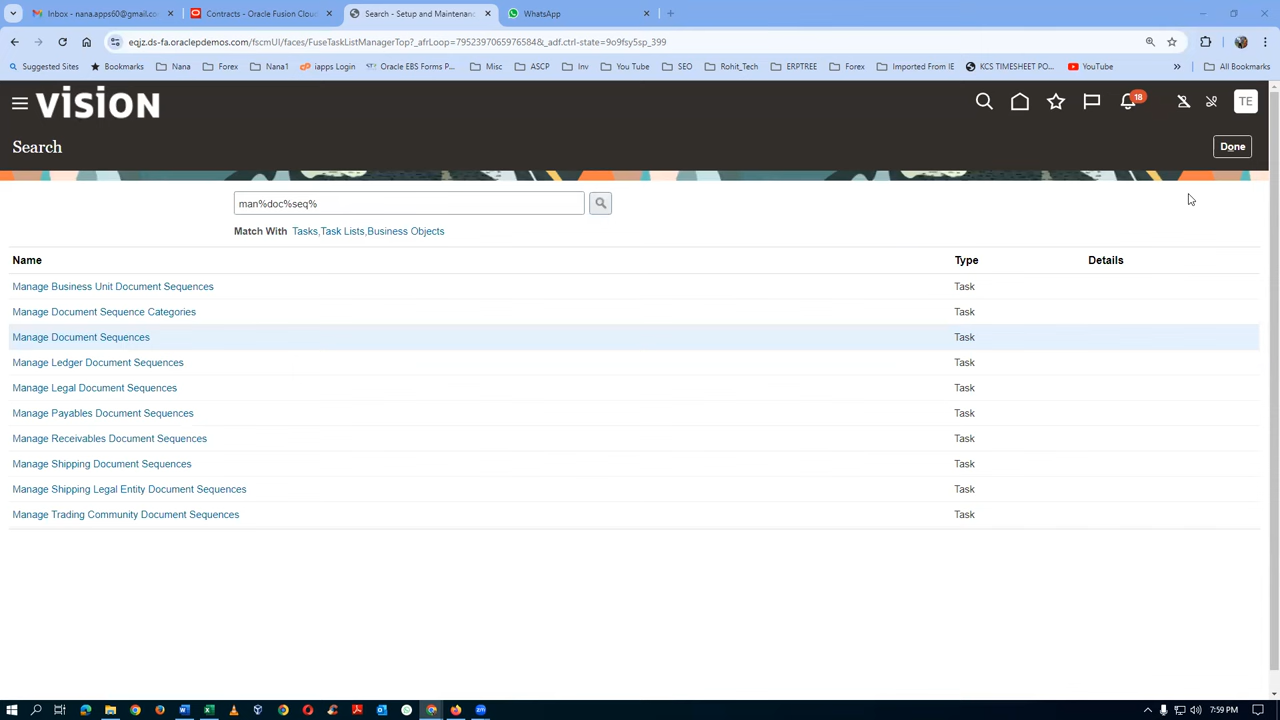 Inbox - nana.apps60@gmail.co
Contracts - Oracle Fusion Cloud
Search - Setup and Maintenanc
WhatsApp
eqjz.ds-fa.oraclepdemos.com/fscmUI/faces/FuseTaskListManagerTop?_afrLoop=79523970659765​84&_adf.ctrl-state=9o9fsy5sp_399
Suggested Sites Bookmarks Nana Forex Nana1 iapps Login Oracle EBS Forms P... Misc ASCP Inv You Tube SEO Rohit_Tech ERPTREE Forex Imported From IE KCS TIMESHEET PO... YouTube » All Bookmarks
VISION
18
TE
Search
Done
man%doc%seq%
Match With Tasks,Task Lists,Business Objects
Name Type Details
Manage Business Unit Document Sequences Task
Manage Document Sequence Categories Task
Manage Document Sequences Task
Manage Ledger Document Sequences Task
Manage Legal Document Sequences Task
Manage Payables Document Sequences Task
Manage Receivables Document Sequences Task
Manage Shipping Document Sequences Task
Manage Shipping Legal Entity Document Sequences Task
Manage Trading Community Document Sequences Task
7:59 PM